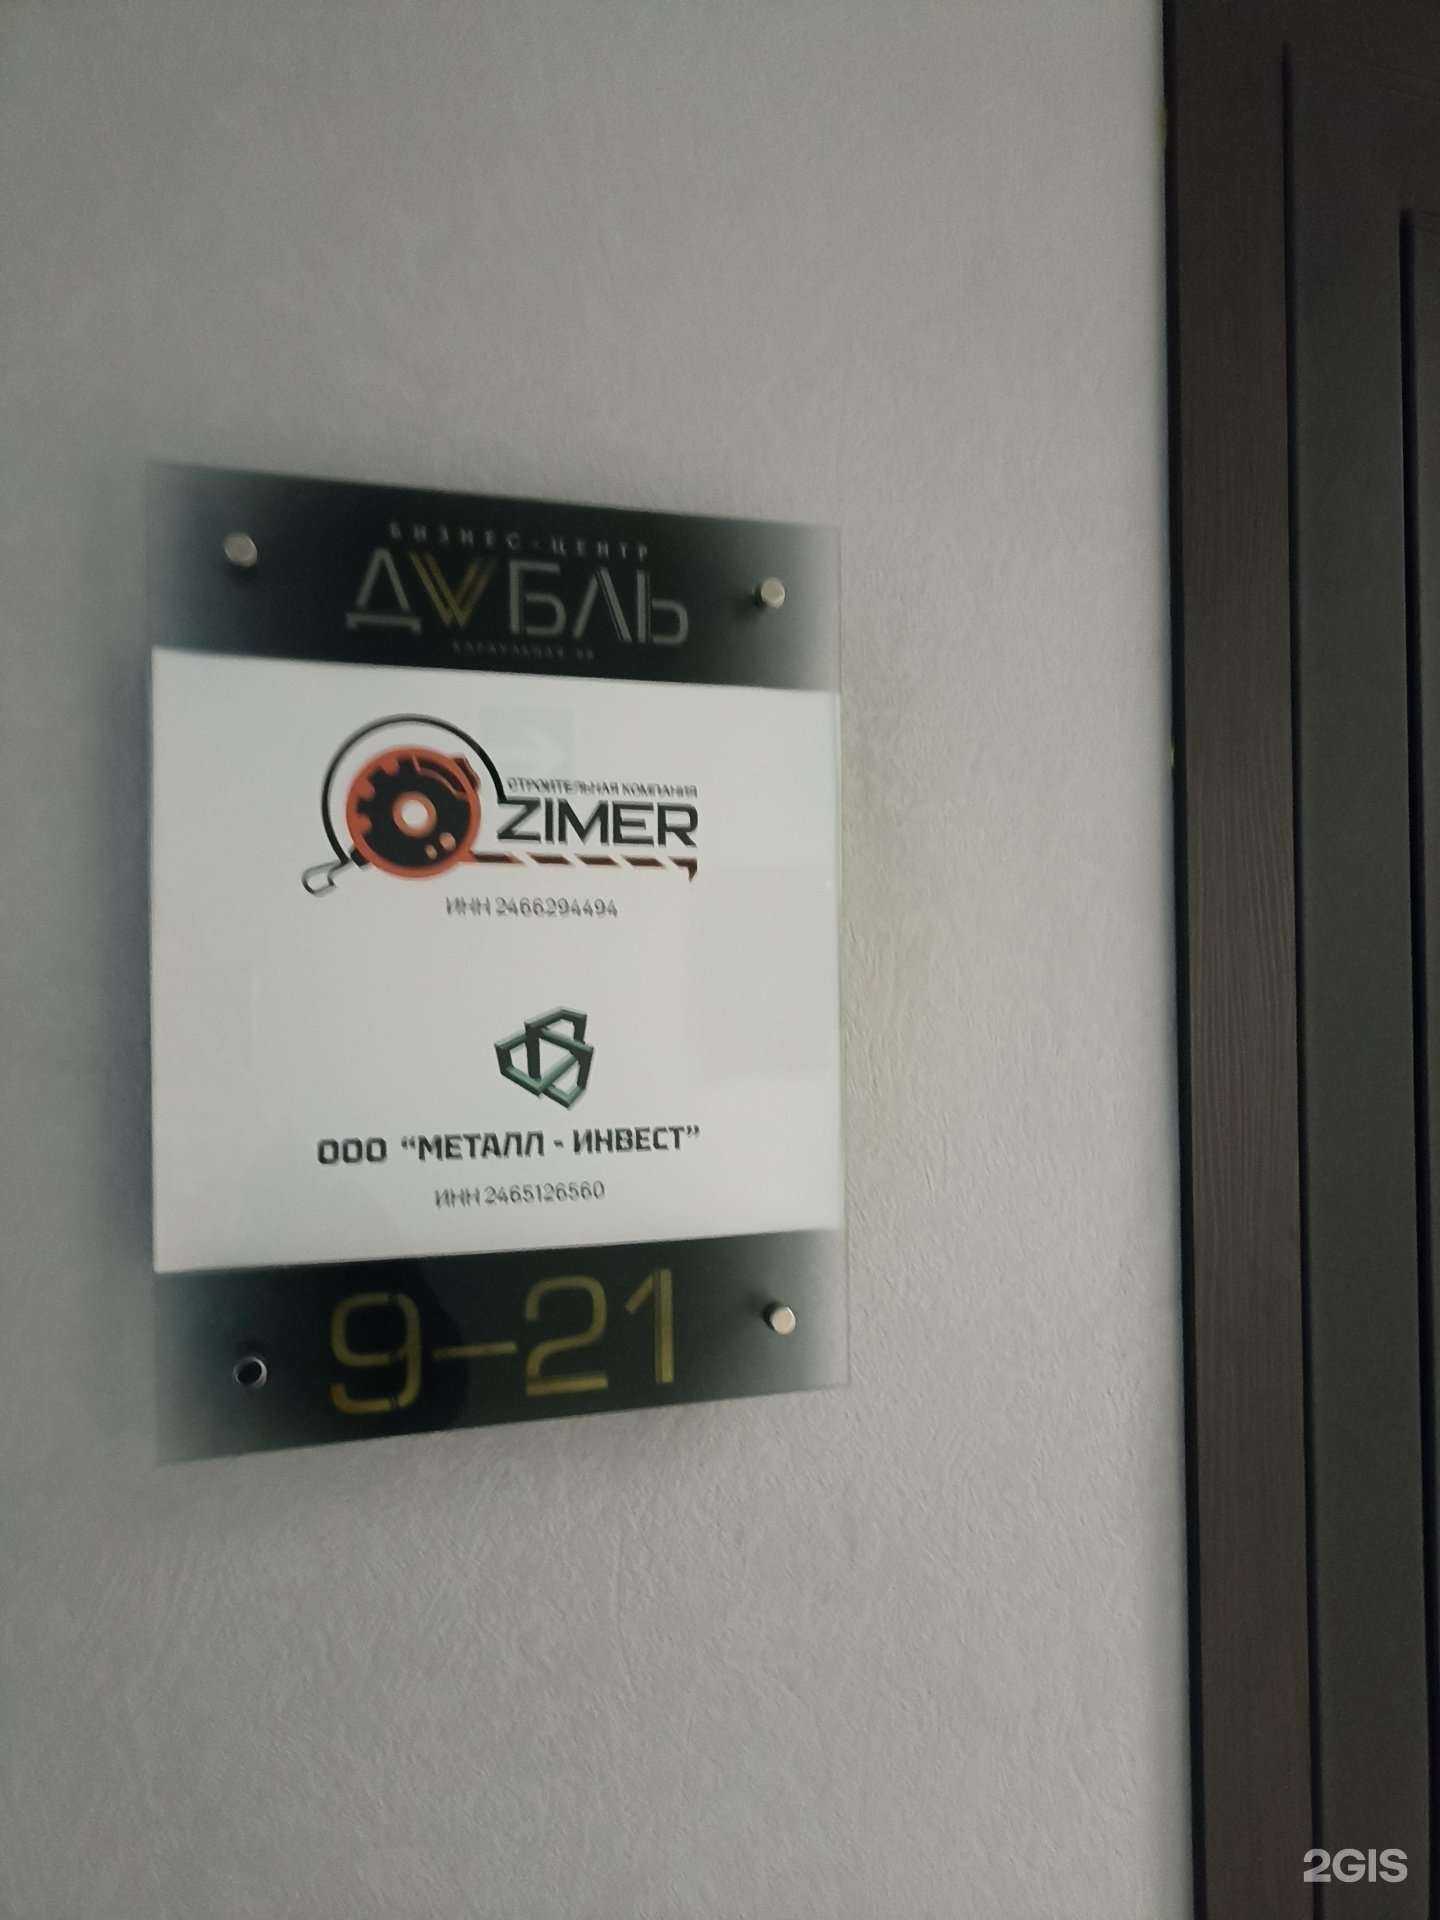 БИЗНЕС-ЦЕНТР
ДУБЛЬ
СТРОИТЕЛЬНАЯ КОМПАНИЯ
ZIMER
ИНН 2466294494
ООО “МЕТАЛЛ - ИНВЕСТ”
ИНН 2465126560
9-21
2GIS